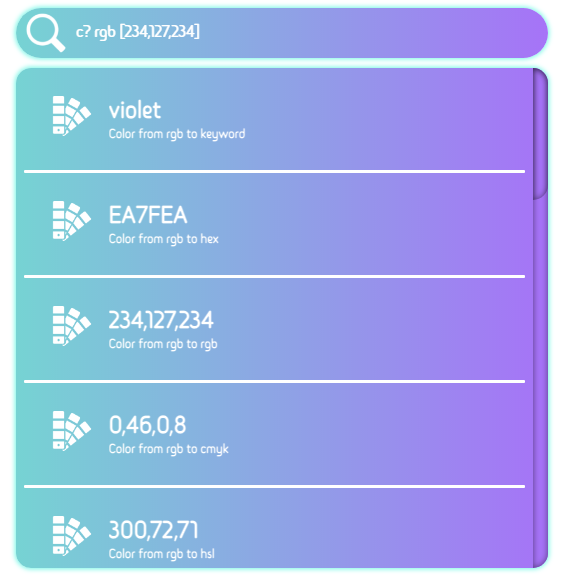 c? rgb [234,127,234]
violet
Color from rgb to keyword
EA7FEA
Color from rgb to hex
234,127,234
Color from rgb to rgb
0,46,0,8
Color from rgb to cmyk
300,72,71
Color from rgb to hsl